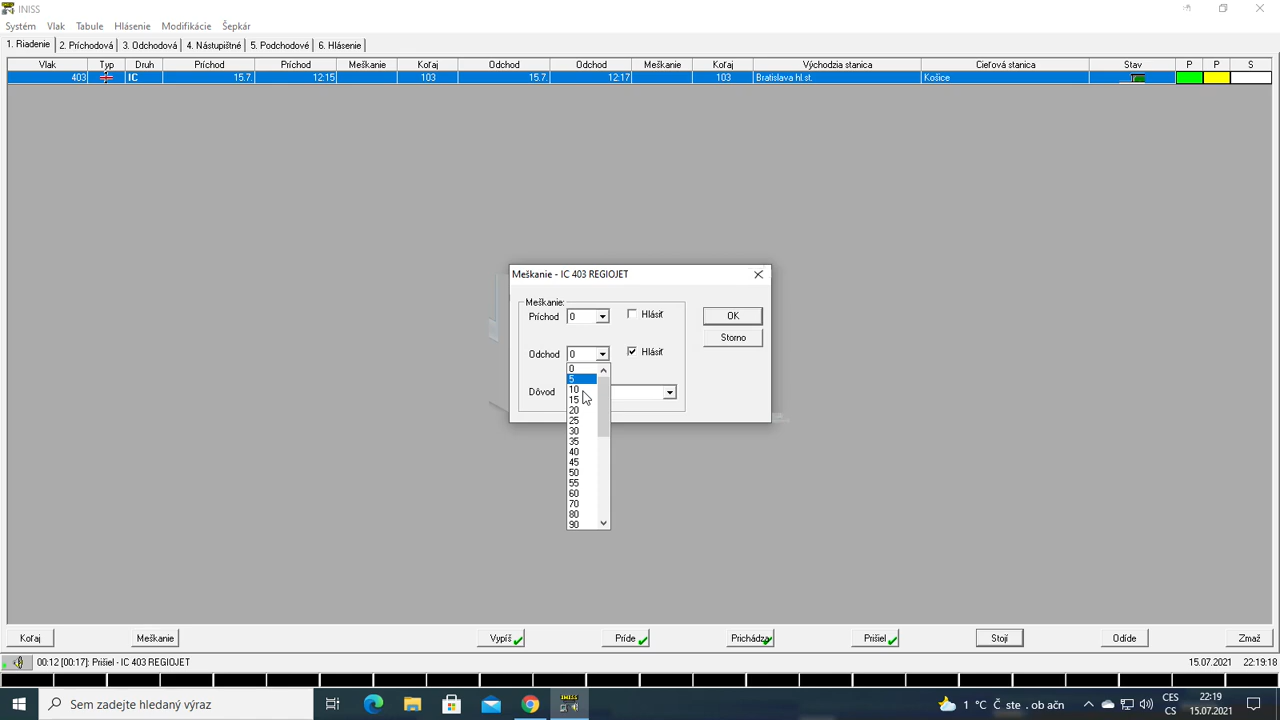 INISS
Systém Vlak Tabule Hlásenie Modifikácie Šepkár
1. Riadenie 2. Príchodová 3. Odchodová 4. Nástupištné 5. Podchodové 6. Hlásenie
Vlak Typ Druh Príchod Príchod Meškanie Koľaj Odchod Odchod Meškanie Koľaj Východzia stanica Cieľová stanica Stav P P S
403 IC 15.7. 12:15 103 15.7. 12:17 103 Bratislava hl.st. Košice
Meškanie - IC 403 REGIOJET
Meškanie:
Príchod 0 Hlásiť OK
Storno
Odchod 0 Hlásiť
0
5
Dôvod
10
15
20
25
30
35
40
45
50
55
60
70
80
90
Koľaj Meškanie Vypíš Príde Prichádza Prišiel Stojí Odíde Zmaž
00:12 [00:17]: Prišiel - IC 403 REGIOJET 15.07.2021 22:19:18
Sem zadejte hledaný výraz
1 °C Č ste . ob ačn
CES 22:19
CS 15.07.2021